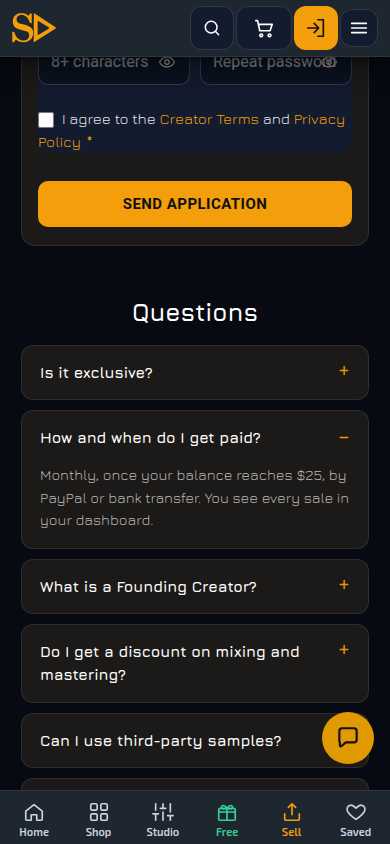 8+ characters
Repeat password
I agree to the Creator Terms and Privacy
Policy *
SEND APPLICATION
Questions
Is it exclusive?
+
How and when do I get paid?
−
Monthly, once your balance reaches $25, by
PayPal or bank transfer. You see every sale in
your dashboard.
What is a Founding Creator?
+
Do I get a discount on mixing and
mastering?
+
Can I use third-party samples?
Home
Shop
Studio
Free
Sell
Saved